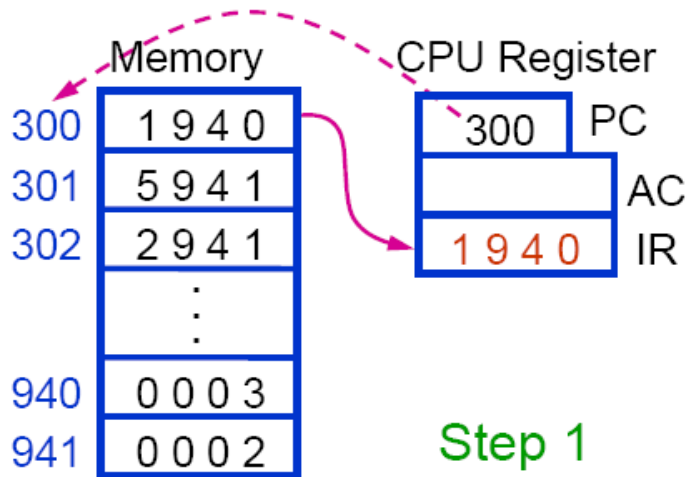 Memory
CPU Register
300 1 9 4 0
300 PC
301 5 9 4 1
AC
302 2 9 4 1
1 9 4 0 IR
940 0 0 0 3
941 0 0 0 2
Step 1